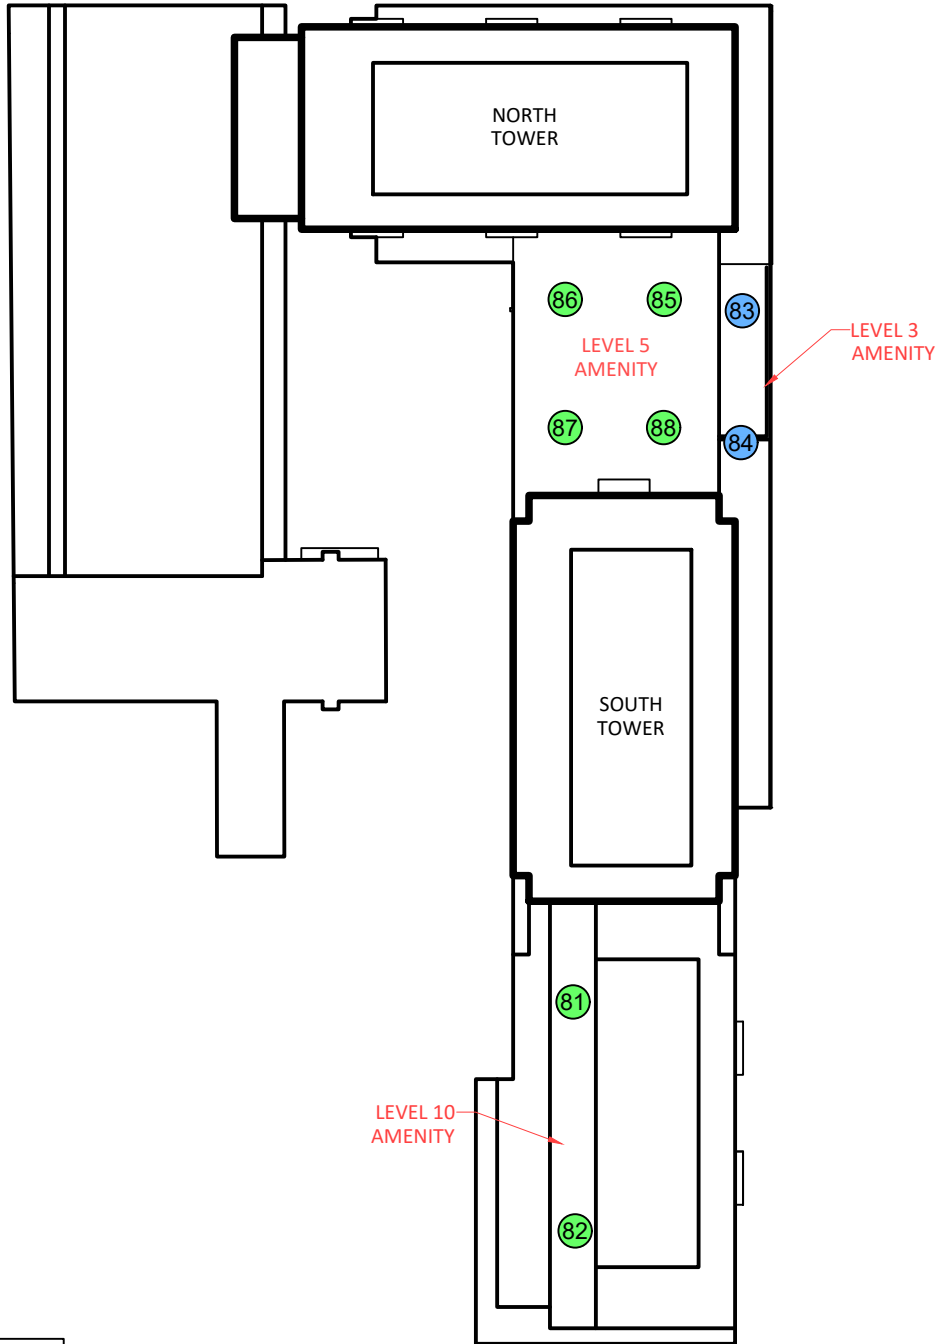 NORTH
TOWER
86
85
83
LEVEL 3
AMENITY
LEVEL 5
AMENITY
87
88
84
SOUTH
TOWER
81
LEVEL 10
AMENITY
82